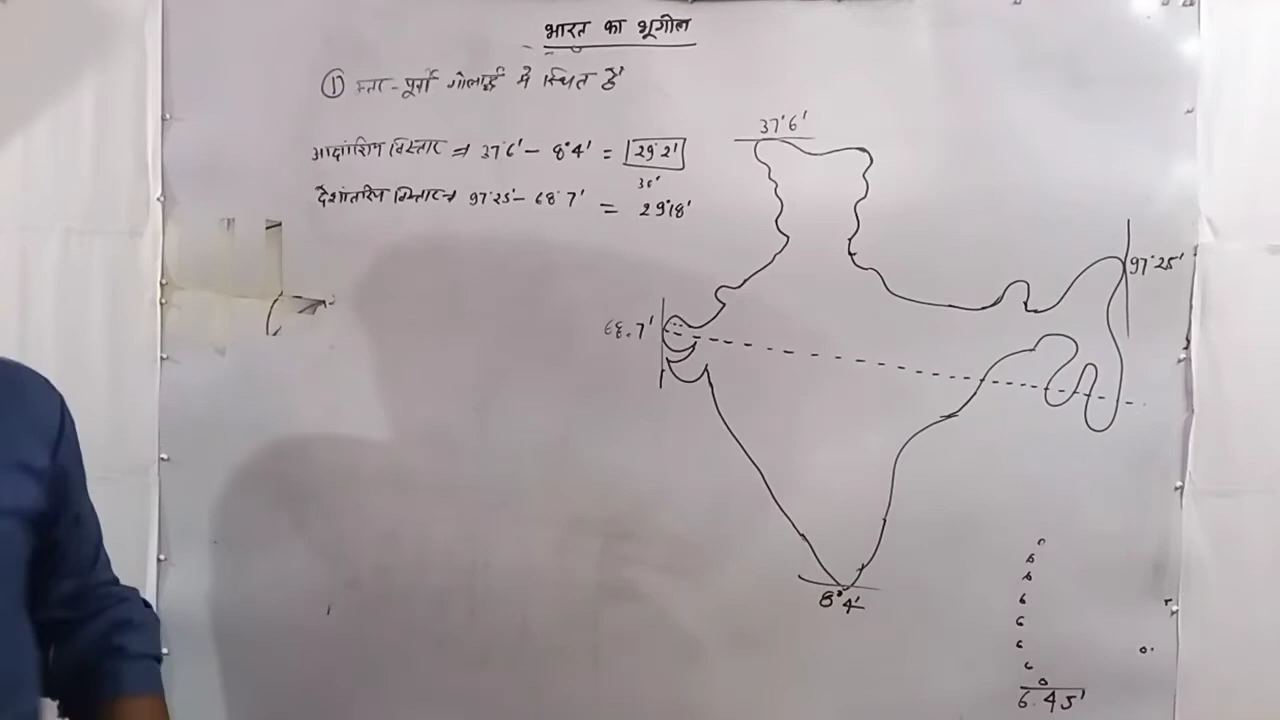 भारत का भूगोल
① उत्तर-पूर्वी गोलार्द्ध में स्थित है
37°6'
आक्षांशिय विस्तार ⇒ 37°6' - 8°4' = 29°2'
36'
देशांतरिय विस्तार ⇒ 97°25' - 68°7' = 29°18'
97°25'
68.7'
8°4'
6.45'